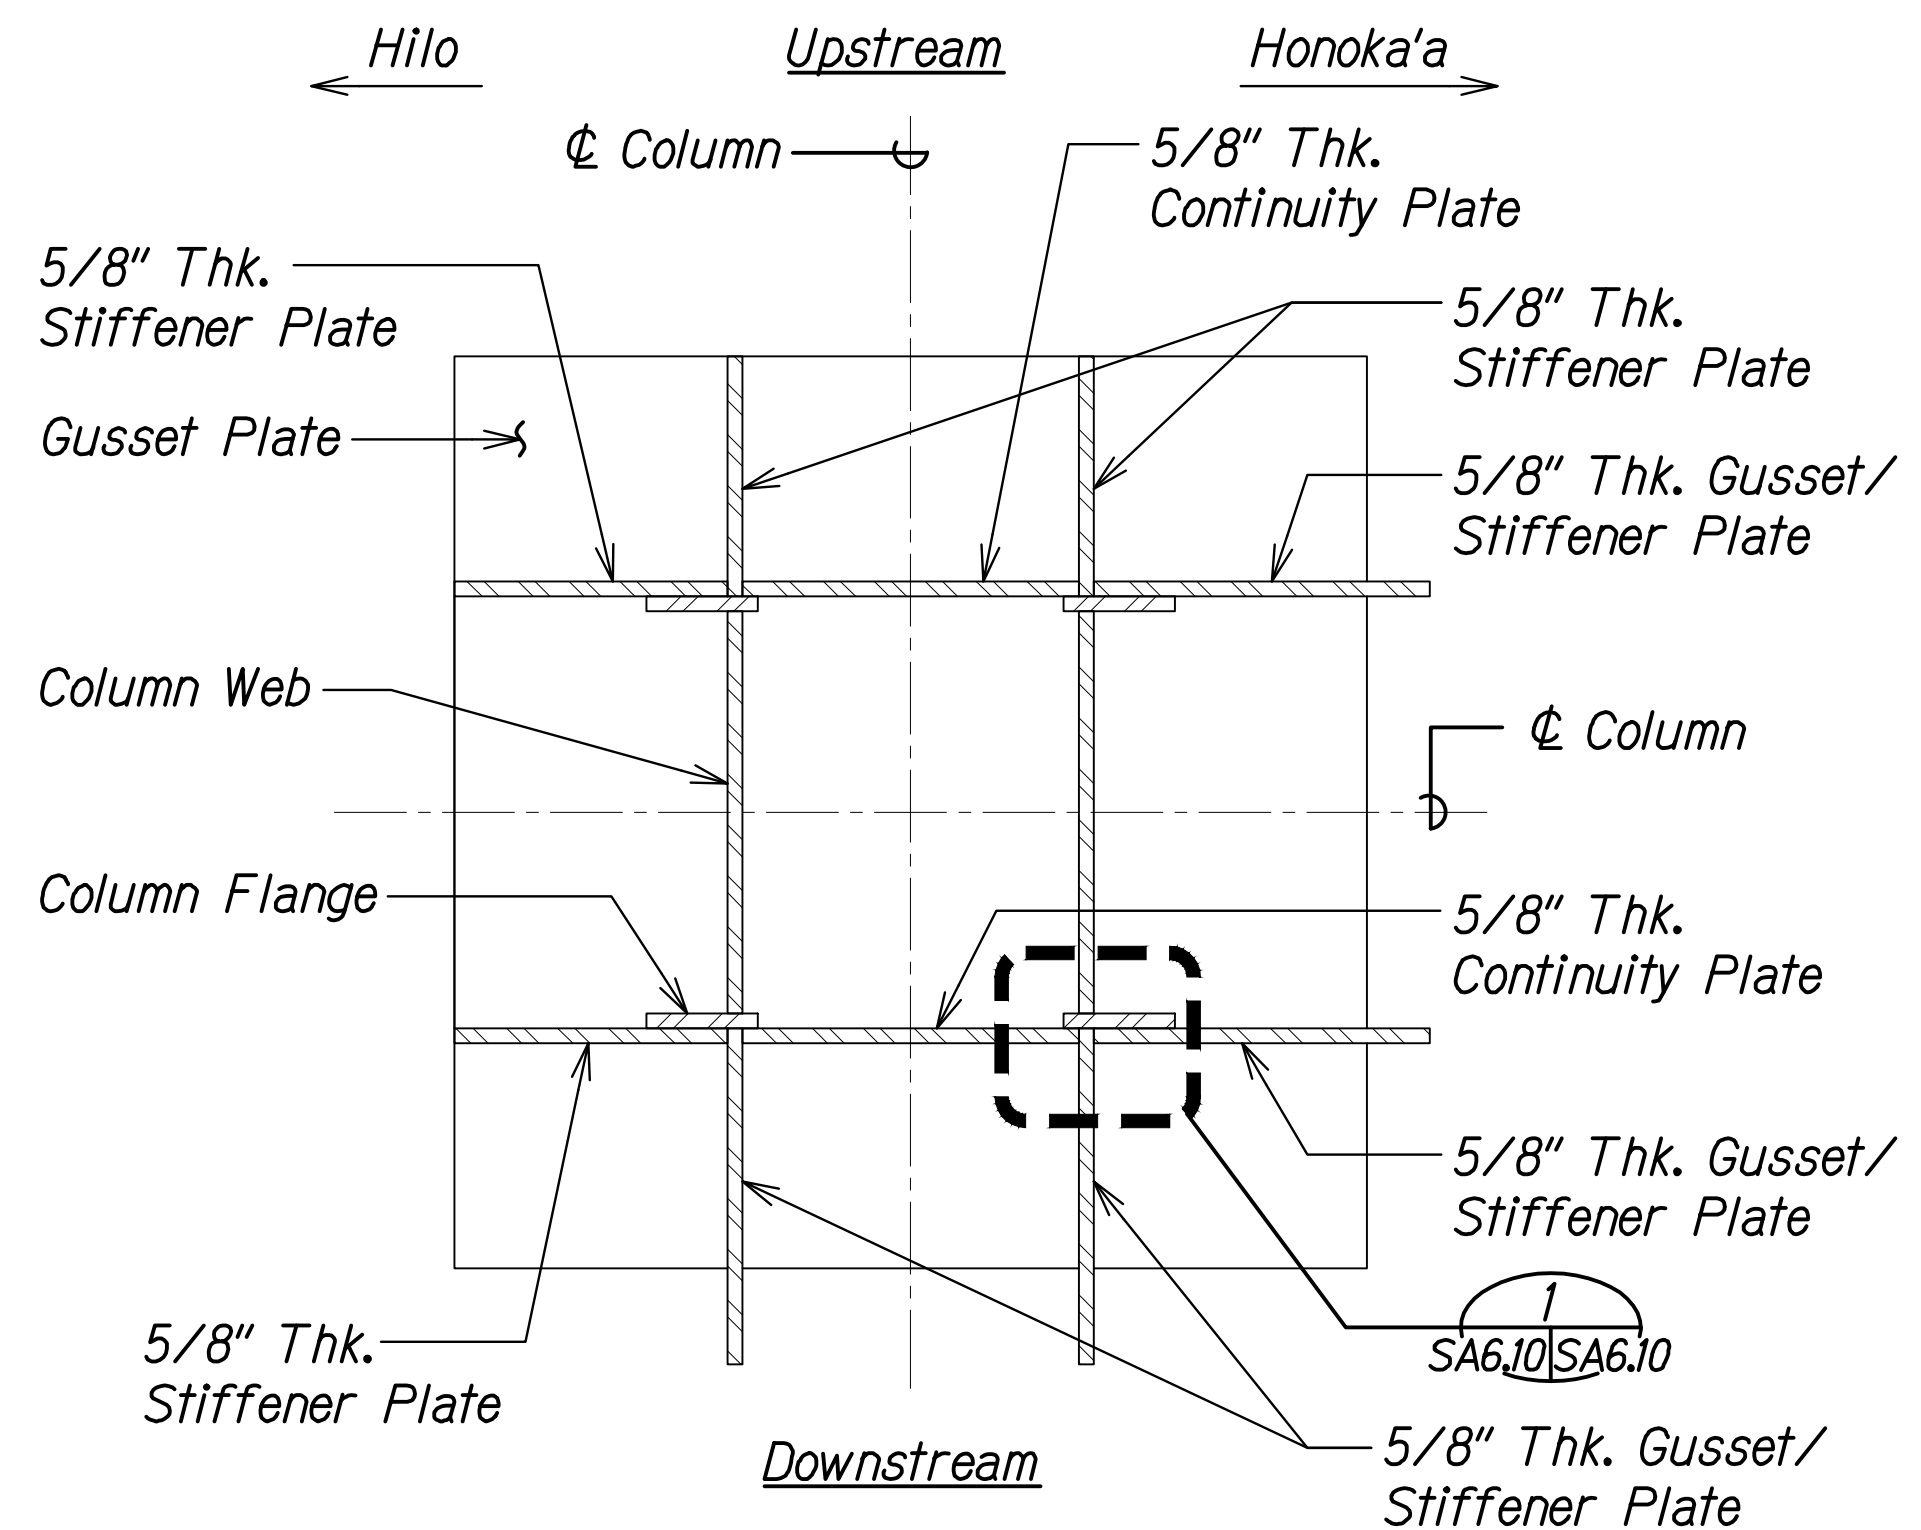 Hilo
Upstream
Honoka'a
℄ Column
5/8" Thk.
Continuity Plate
5/8" Thk.
Stiffener Plate
5/8" Thk.
Stiffener Plate
Gusset Plate
5/8" Thk. Gusset/
Stiffener Plate
Column Web
℄ Column
Column Flange
5/8" Thk.
Continuity Plate
5/8" Thk. Gusset/
Stiffener Plate
1
SA6.10 SA6.10
5/8" Thk.
Stiffener Plate
Downstream
5/8" Thk. Gusset/
Stiffener Plate